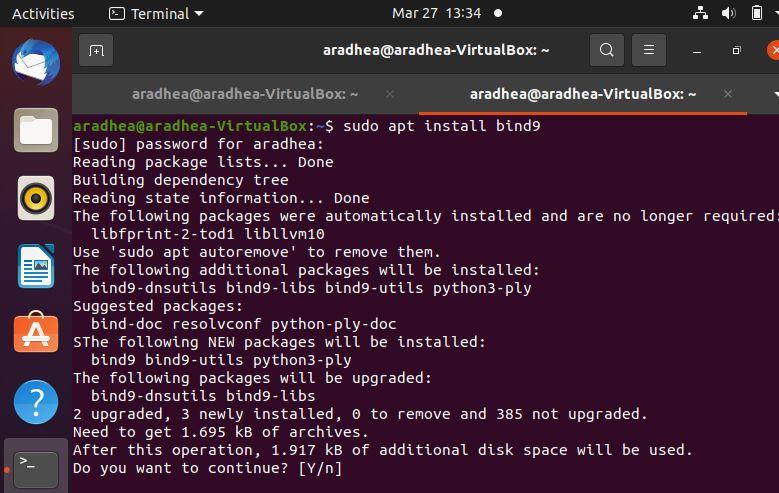 Activities Terminal Mar 27 13:34
aradhea@aradhea-VirtualBox: ~
aradhea@aradhea-VirtualBox: ~ aradhea@aradhea-VirtualBox: ~
aradhea@aradhea-VirtualBox:~$ sudo apt install bind9
[sudo] password for aradhea:
Reading package lists... Done
Building dependency tree
Reading state information... Done
The following packages were automatically installed and are no longer required:
libfprint-2-tod1 libllvm10
Use 'sudo apt autoremove' to remove them.
The following additional packages will be installed:
bind9-dnsutils bind9-libs bind9-utils python3-ply
Suggested packages:
bind-doc resolvconf python-ply-doc
SThe following NEW packages will be installed:
bind9 bind9-utils python3-ply
The following packages will be upgraded:
bind9-dnsutils bind9-libs
2 upgraded, 3 newly installed, 0 to remove and 385 not upgraded.
Need to get 1.695 kB of archives.
After this operation, 1.917 kB of additional disk space will be used.
Do you want to continue? [Y/n]